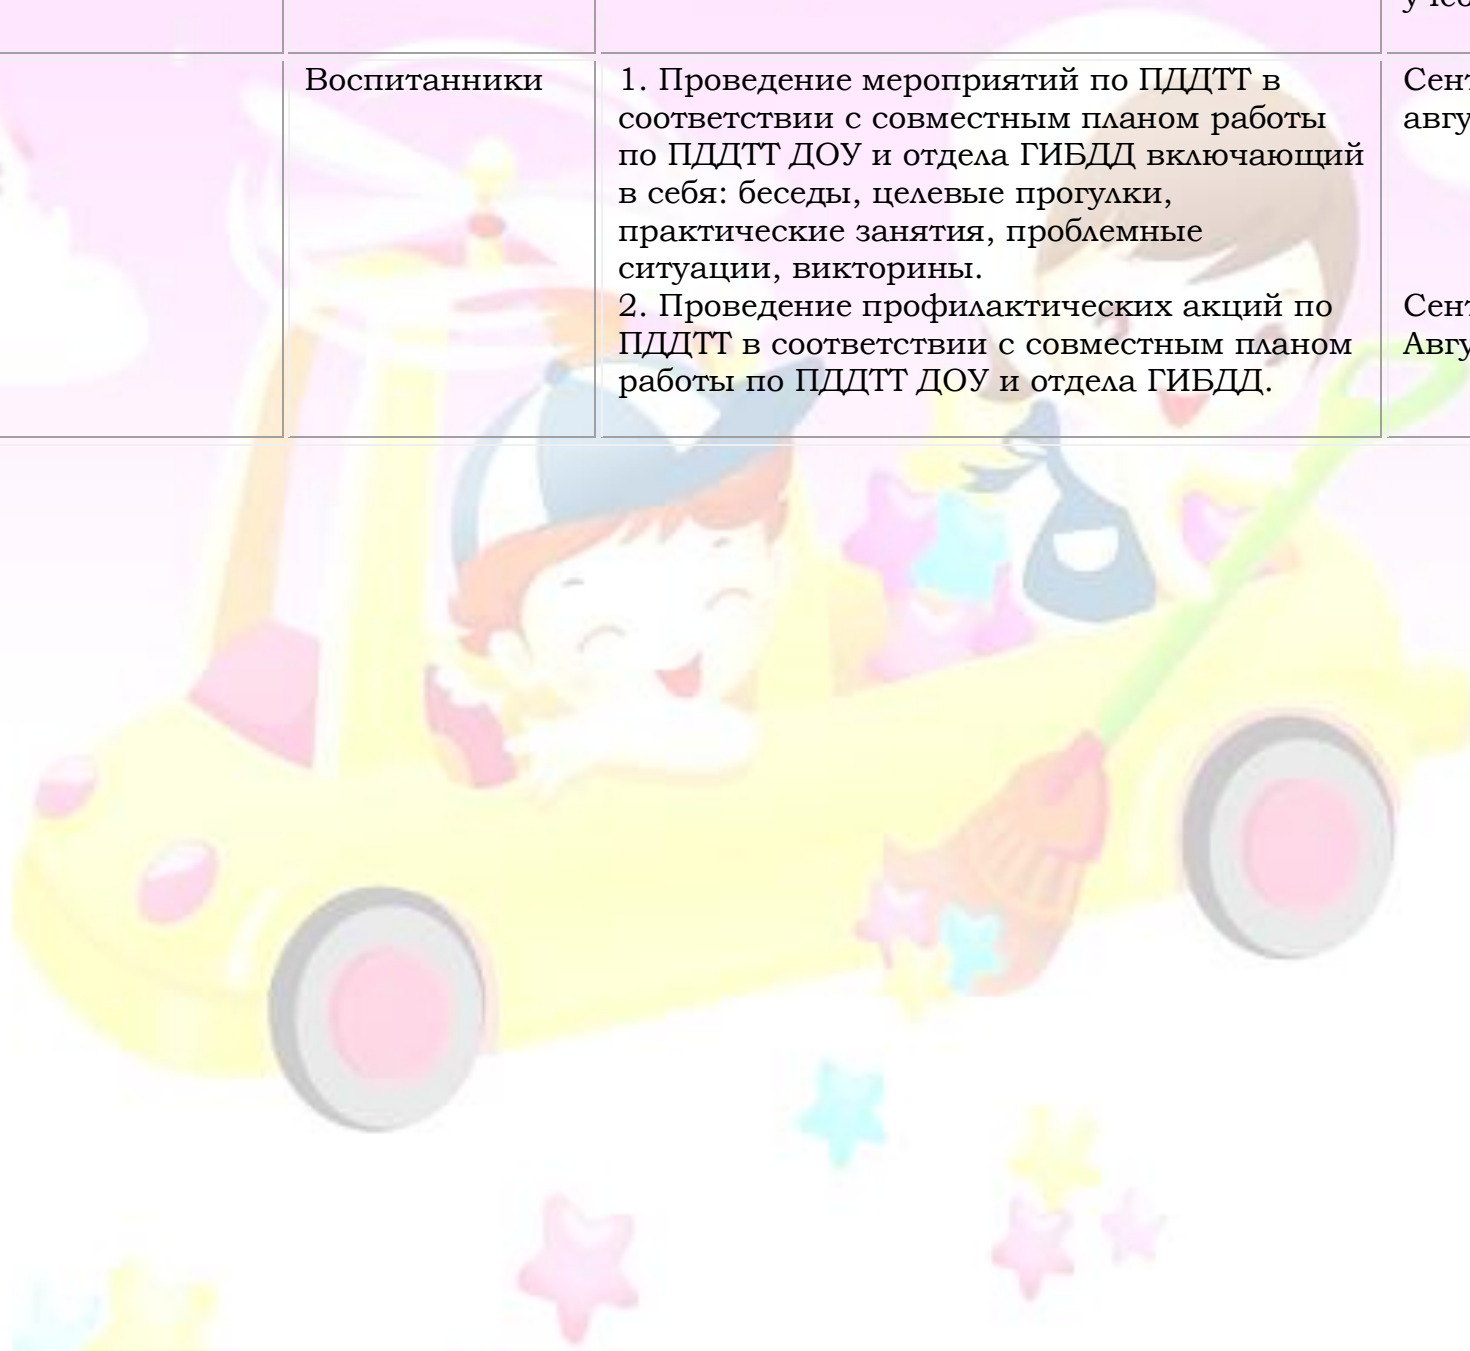 Воспитанники
1. Проведение мероприятий по ПДДТТ в
соответствии с совместным планом работы
по ПДДТТ ДОУ и отдела ГИБДД включающий
в себя: беседы, целевые прогулки,
практические занятия, проблемные
ситуации, викторины.
2. Проведение профилактических акций по
ПДДТТ в соответствии с совместным планом
работы по ПДДТТ ДОУ и отдела ГИБДД.